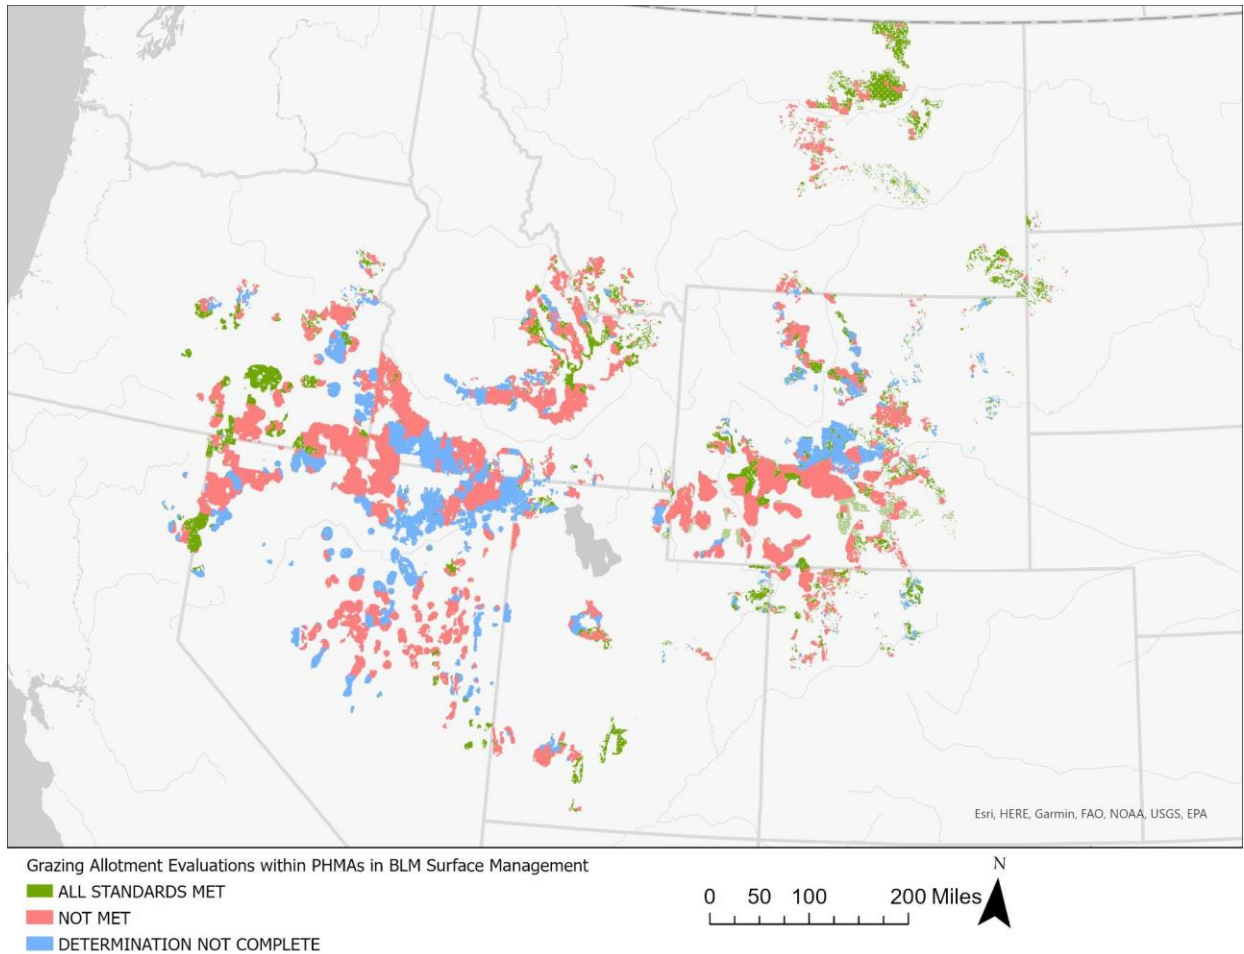 Esri, HERE, Garmin, FAO, NOAA, USGS, EPA
Grazing Allotment Evaluations within PHMAs in BLM Surface Management
ALL STANDARDS MET
NOT MET
DETERMINATION NOT COMPLETE
0 50 100 200 Miles
N